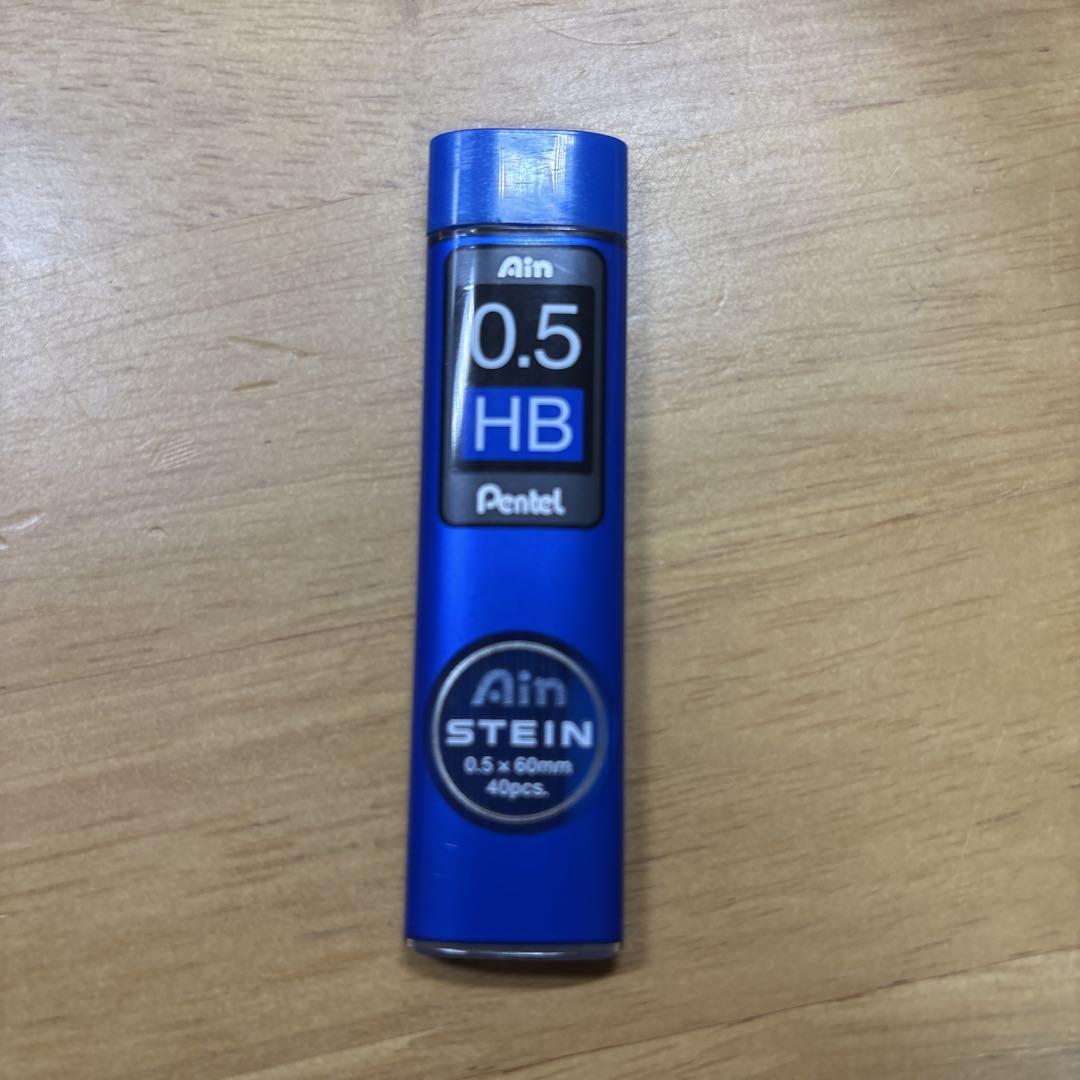 Ain
0.5
HB
Pentel
Ain
STEIN
0.5 × 60mm
40pcs.